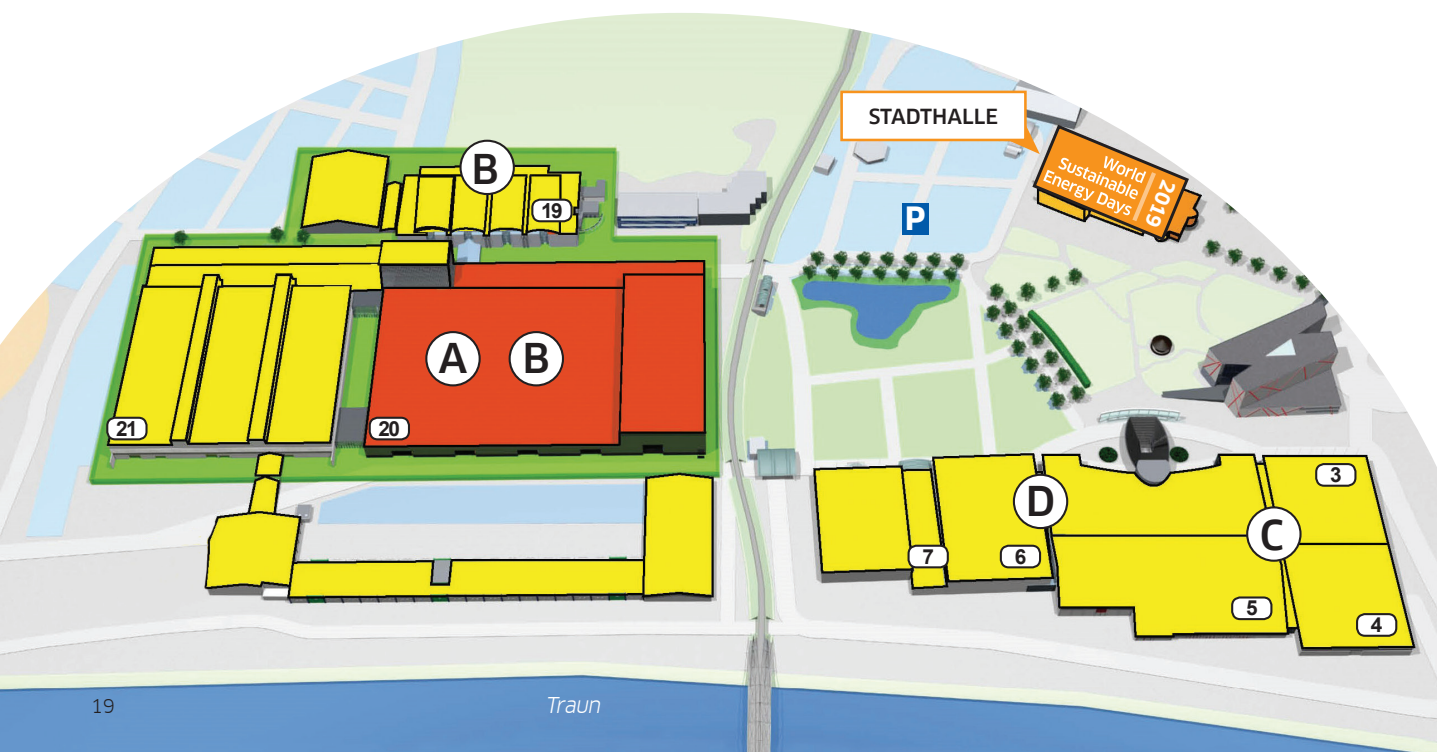 STADTHALLE
World
Sustainable
Energy Days
2019
B
19
P
A
B
21
20
3
D
C
7
6
5
4
19
Traun